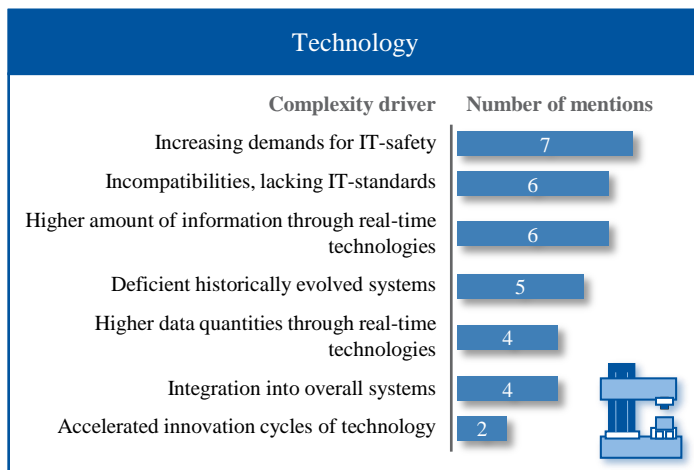 Technology
Complexity driver Number of mentions
Increasing demands for IT-safety 7
Incompatibilities, lacking IT-standards 6
Higher amount of information through real-time
technologies 6
Deficient historically evolved systems 5
Higher data quantities through real-time
technologies 4
Integration into overall systems 4
Accelerated innovation cycles of technology 2